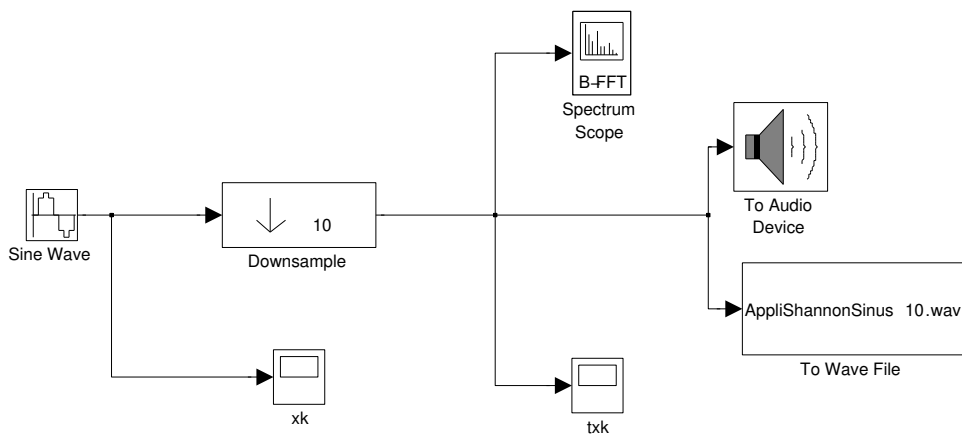 B-FFT
Spectrum
Scope
To Audio
Device
Sine Wave
10
Downsample
AppliShannonSinus 10.wav
To Wave File
xk
txk